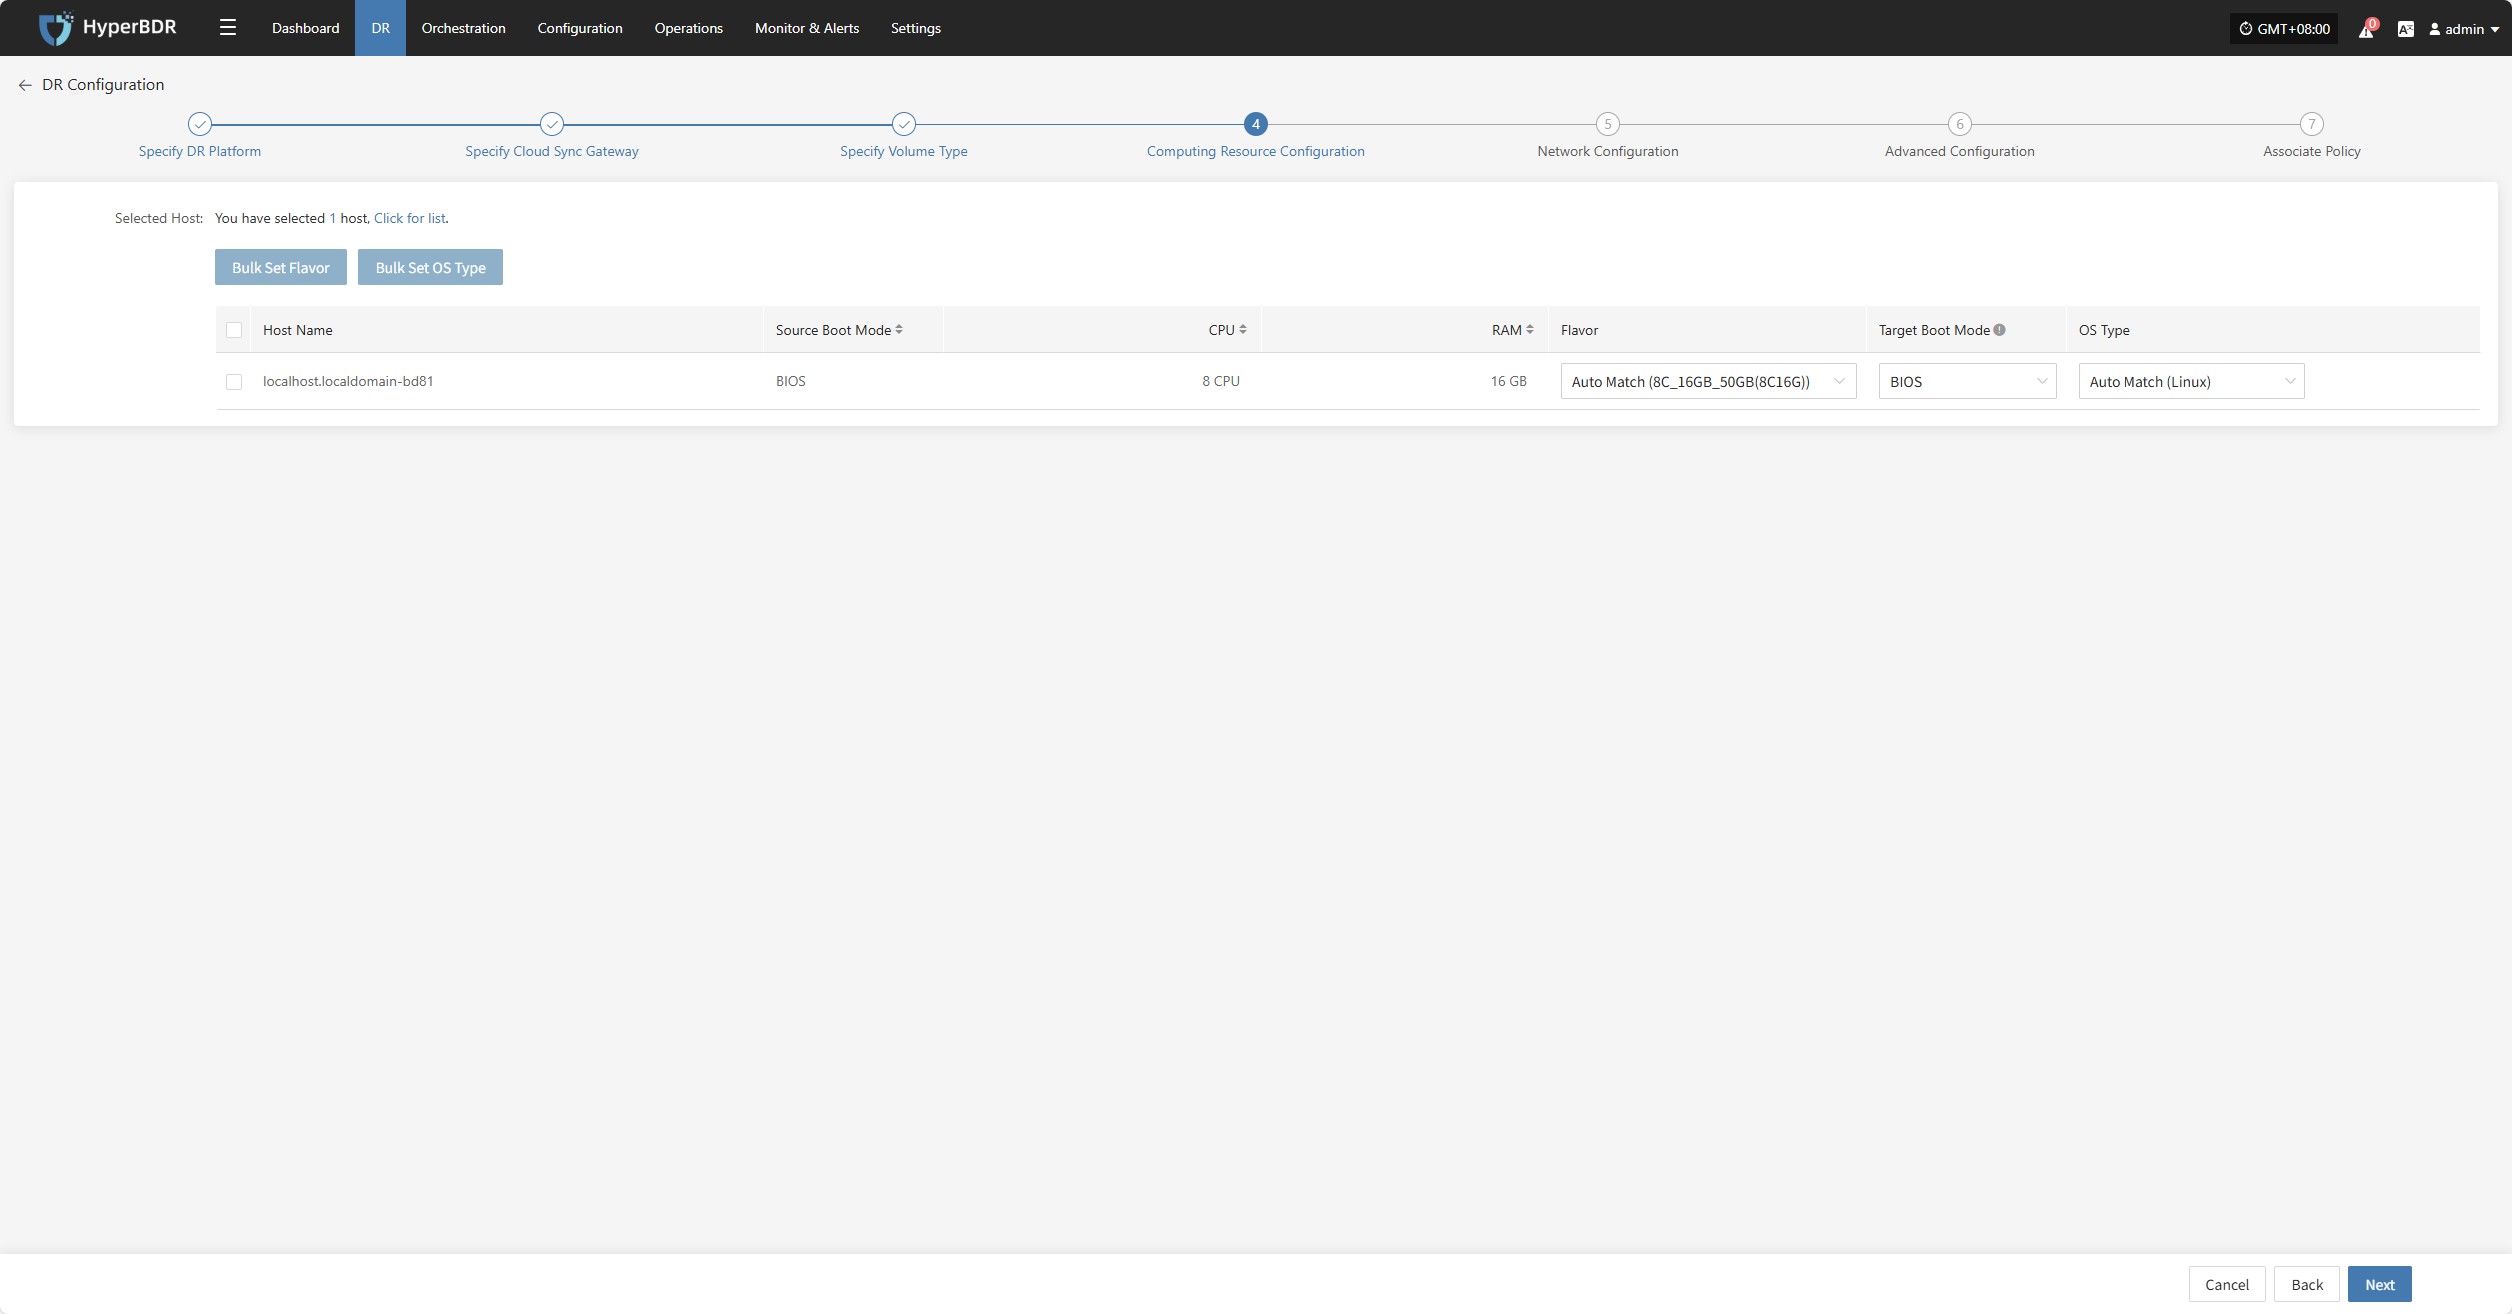 HyperBDR
Dashboard DR Orchestration Configuration Operations Monitor & Alerts Settings GMT+08:00 0 admin
DR Configuration
4 5 6 7
Specify DR Platform Specify Cloud Sync Gateway Specify Volume Type Computing Resource Configuration Network Configuration Advanced Configuration Associate Policy
Selected Host: You have selected 1 host, Click for list.
Bulk Set Flavor Bulk Set OS Type
Host Name Source Boot Mode CPU RAM Flavor Target Boot Mode OS Type
localhost.localdomain-bd81 BIOS 8 CPU 16 GB Auto Match (8C_16GB_50GB(8C16G)) BIOS Auto Match (Linux)
Cancel Back Next